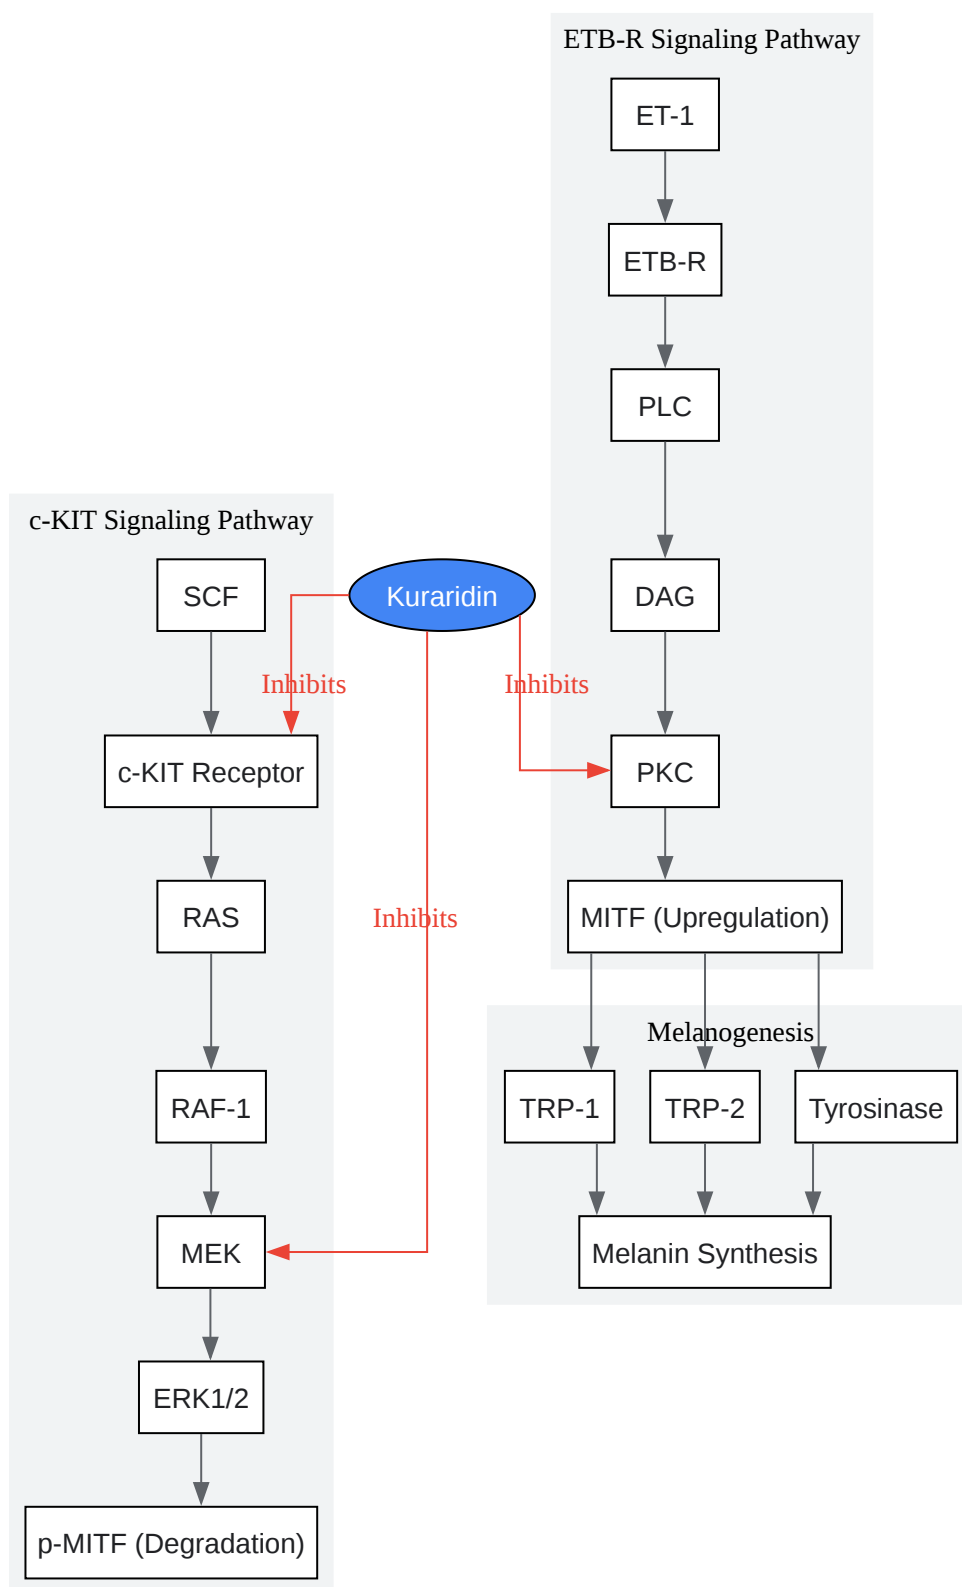 ETB-R Signaling Pathway
ET-1
ETB-R
PLC
DAG
PKC
MITF (Upregulation)
c-KIT Signaling Pathway
SCF
c-KIT Receptor
RAS
RAF-1
MEK
ERK1/2
p-MITF (Degradation)
Kuraridin
Inhibits
Inhibits
Inhibits
Melanogenesis
TRP-1
TRP-2
Tyrosinase
Melanin Synthesis